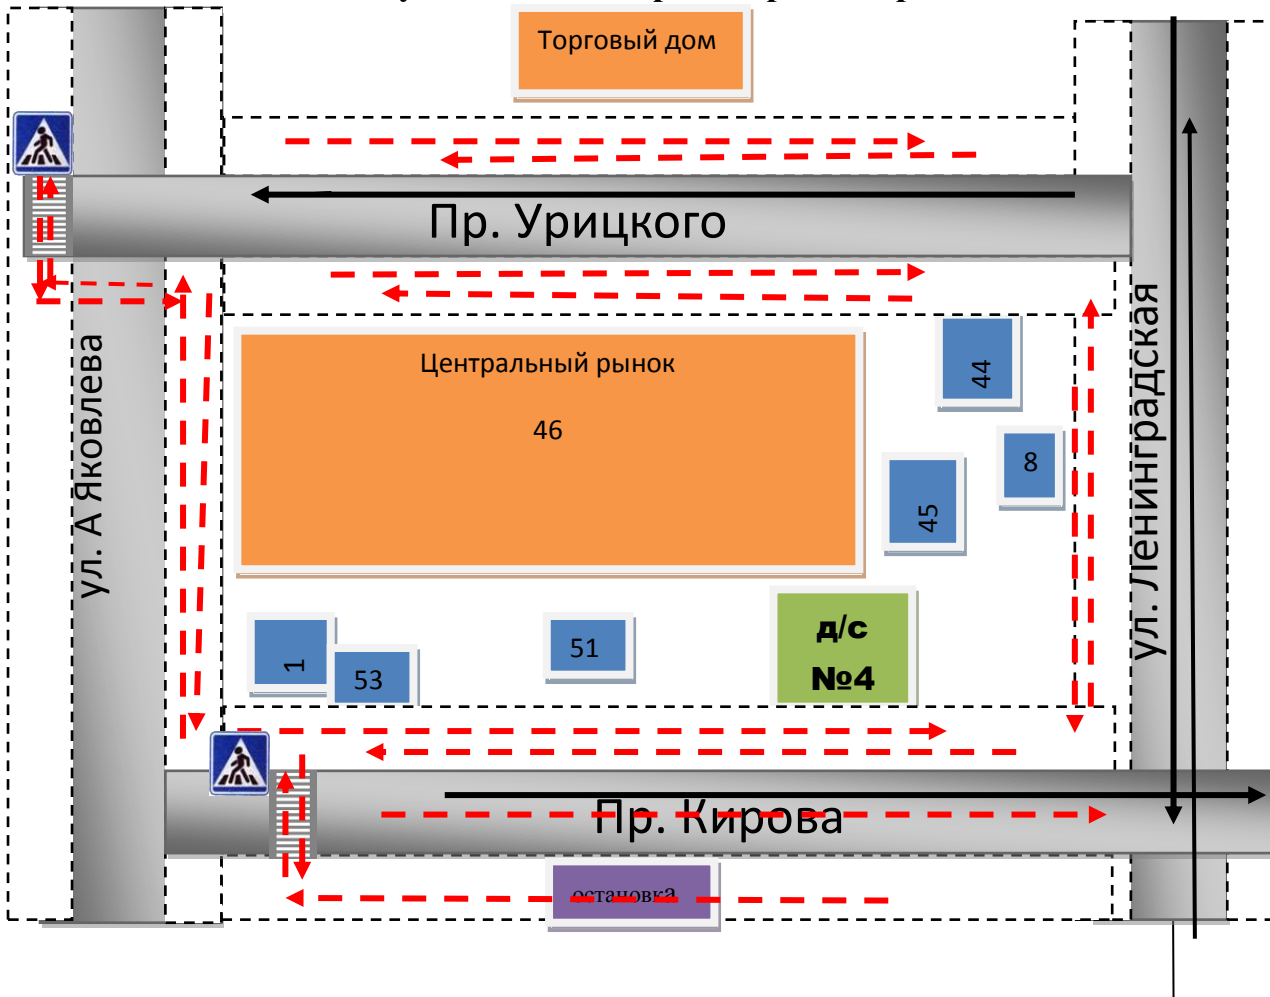 Торговый дом
Пр. Урицкого
ул. А Яковлева
Центральный рынок
46
44
8
45
ул. Ленинградская
1
53
51
д/с
№4
Пр. Кирова
остановка